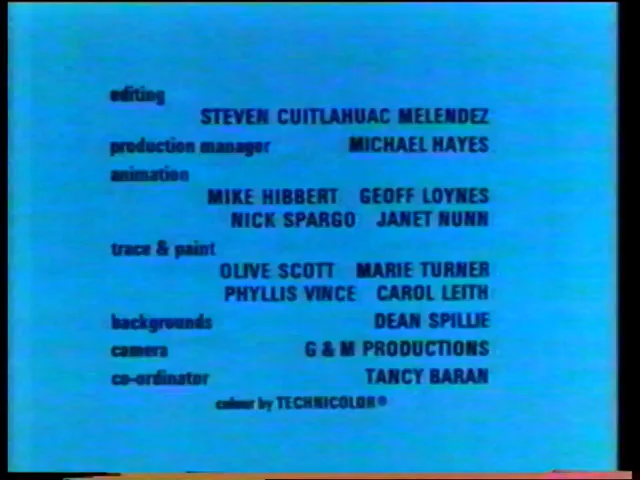 editing
STEVEN CUITLAHUAC MELENDEZ
production manager MICHAEL HAYES
animation
MIKE HIBBERT GEOFF LOYNES
NICK SPARGO JANET NUNN
trace & paint
OLIVE SCOTT MARIE TURNER
PHYLLIS VINCE CAROL LEITH
backgrounds DEAN SPILLIE
camera G & M PRODUCTIONS
co-ordinator TANCY BARAN
colour by TECHNICOLOR®